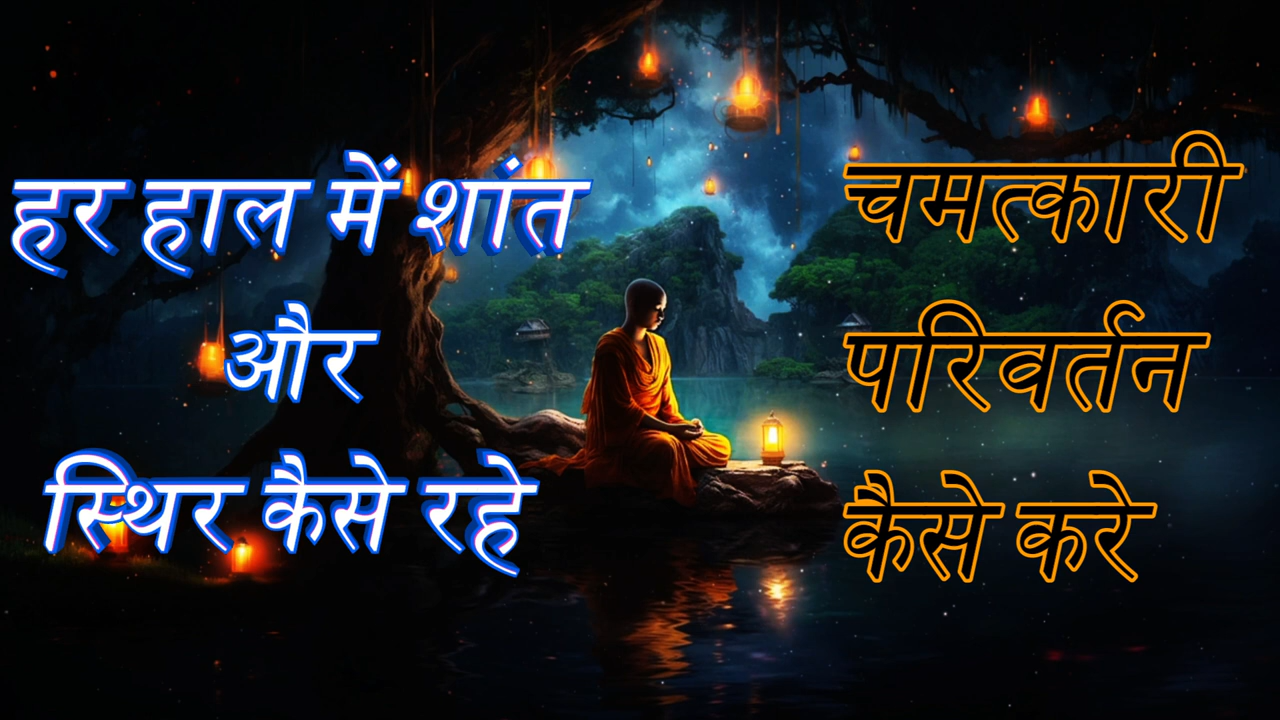 हर हाल में शांत
और
स्थिर कैसे रहे
चमत्कारी
परिवर्तन
कैसे करे